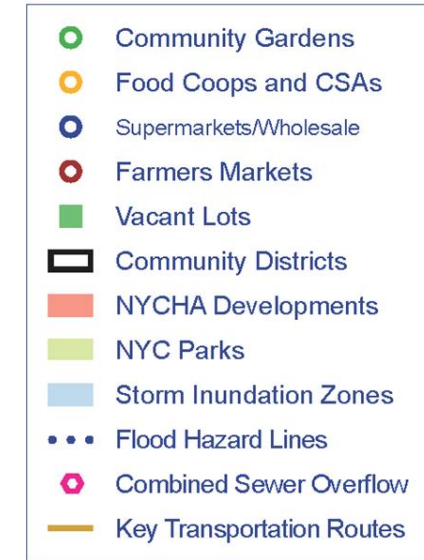 Community Gardens
Food Coops and CSAs
Supermarkets/Wholesale
Farmers Markets
Vacant Lots
Community Districts
NYCHA Developments
NYC Parks
Storm Inundation Zones
Flood Hazard Lines
Combined Sewer Overflow
Key Transportation Routes